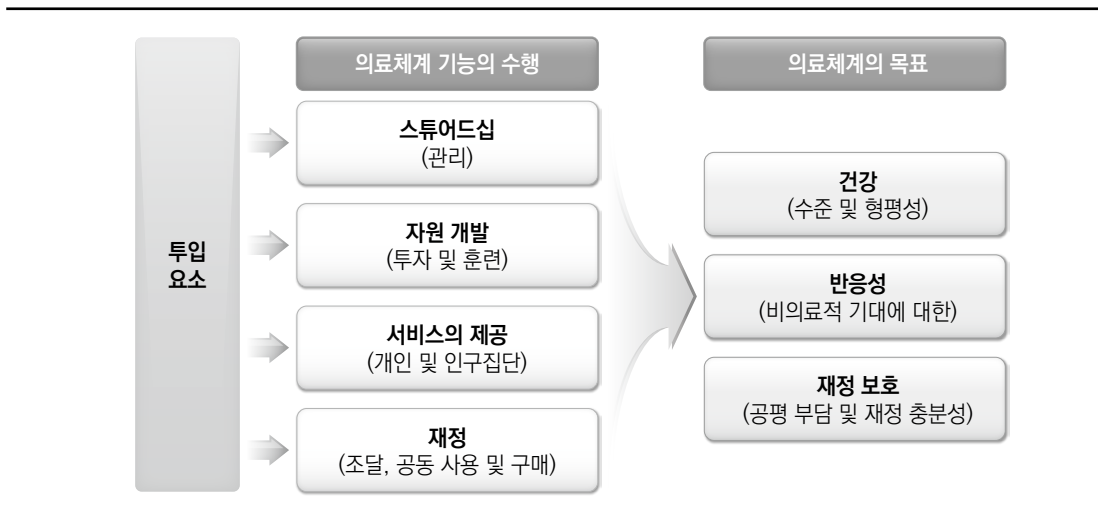 투입
요소
의료체계 기능의 수행
스튜어드십
(관리)
자원 개발
(투자 및 훈련)
서비스의 제공
(개인 및 인구집단)
재정
(조달, 공동 사용 및 구매)
의료체계의 목표
건강
(수준 및 형평성)
반응성
(비의료적 기대에 대한)
재정 보호
(공평 부담 및 재정 충분성)